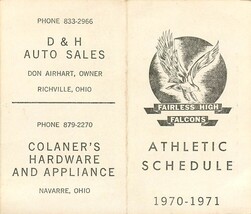 PHONE 833-2966
D & H
AUTO SALES
DON AIRHART, OWNER
RICHVILLE, OHIO
PHONE 879-2270
COLANER'S
HARDWARE
AND APPLIANCE
NAVARRE, OHIO
FAIRLESS HIGH
FALCONS
ATHLETIC
SCHEDULE
1970-1971